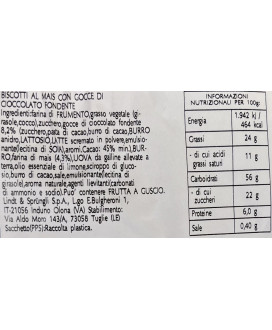 BISCOTTI AL MAIS CON GOCCE DI
CIOCCOLATO FONDENTE
Ingredienti:farina di FRUMENTO,grasso vegetale (gi-
rasole,cocco),zucchero,gocce di cioccolato fondente
8,2% (zucchero,pasta di cacao,burro di cacao,BURRO
anidro,LATTOSIO,LATTE scremato in polvere,emulsio-
nante(lecitina di SOIA),aromi.Cacao: 45% min.),BUR-
RO,farina di mais (4,3%),UOVA da galline allevate a
terra,olio essenziale di limone,sciroppo di gluco-
sio,burro di cacao,sale,emulsionante(lecitina di
girasole),aroma naturale,agenti lievitanti(carbonati
di ammonio e sodio).Puo' contenere FRUTTA A GUSCIO.
Lindt & Sprüngli S.p.A., L.go E.Bulgheroni 1,
IT-21056 Induno Olona (VA) Stabilimento:
Via Aldo Moro 143/A, 73058 Tuglie (LE)
Sacchetto(PP5):Raccolta plastica.
INFORMAZIONI
NUTRIZIONALI PER 100g:
Energia 1.942 kJ /
464 kcal
Grassi 24 g
- di cui acidi
grassi saturi 11 g
Carboidrati 56 g
- di cui
zuccheri 22 g
Proteine 6,0 g
Sale 0,40 g